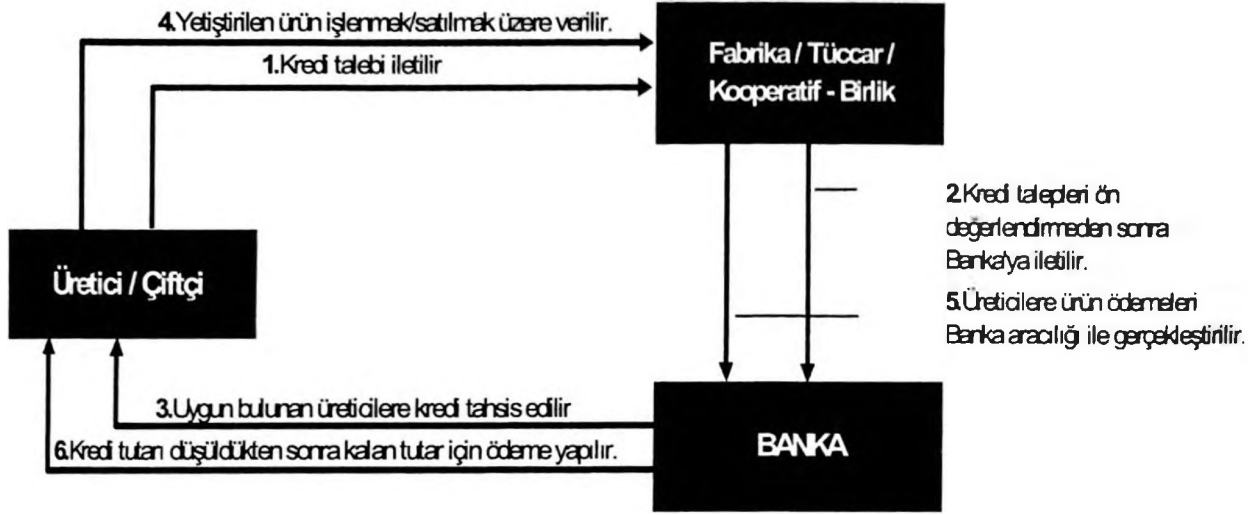 4.Yetiştirilen ürün işlenmek/satılmak üzere verilir.
1.Kredi talebi iletilir
Fabrika / Tüccar /
Kooperatif - Birlik
2.Kredi talepleri ön
değerlendirmeden sonra
Banka'ya iletilir.
5.Üreticilere ürün ödemeleri
Banka aracılığı ile gerçekleştirilir.
Üretici / Çiftçi
3.Uygun bulunan üreticilere kredi tahsis edilir
6.Kredi tutarı düşüldükten sonra kalan tutar için ödeme yapılır.
BANKA